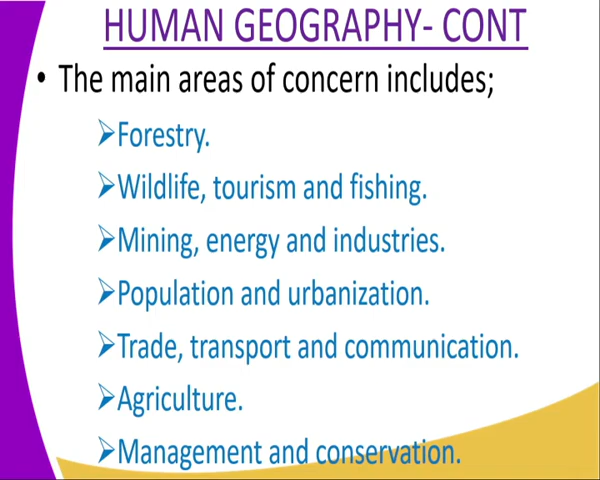 HUMAN GEOGRAPHY- CONT
• The main areas of concern includes;
➢Forestry.
➢Wildlife, tourism and fishing.
➢Mining, energy and industries.
➢Population and urbanization.
➢Trade, transport and communication.
➢Agriculture.
➢Management and conservation.